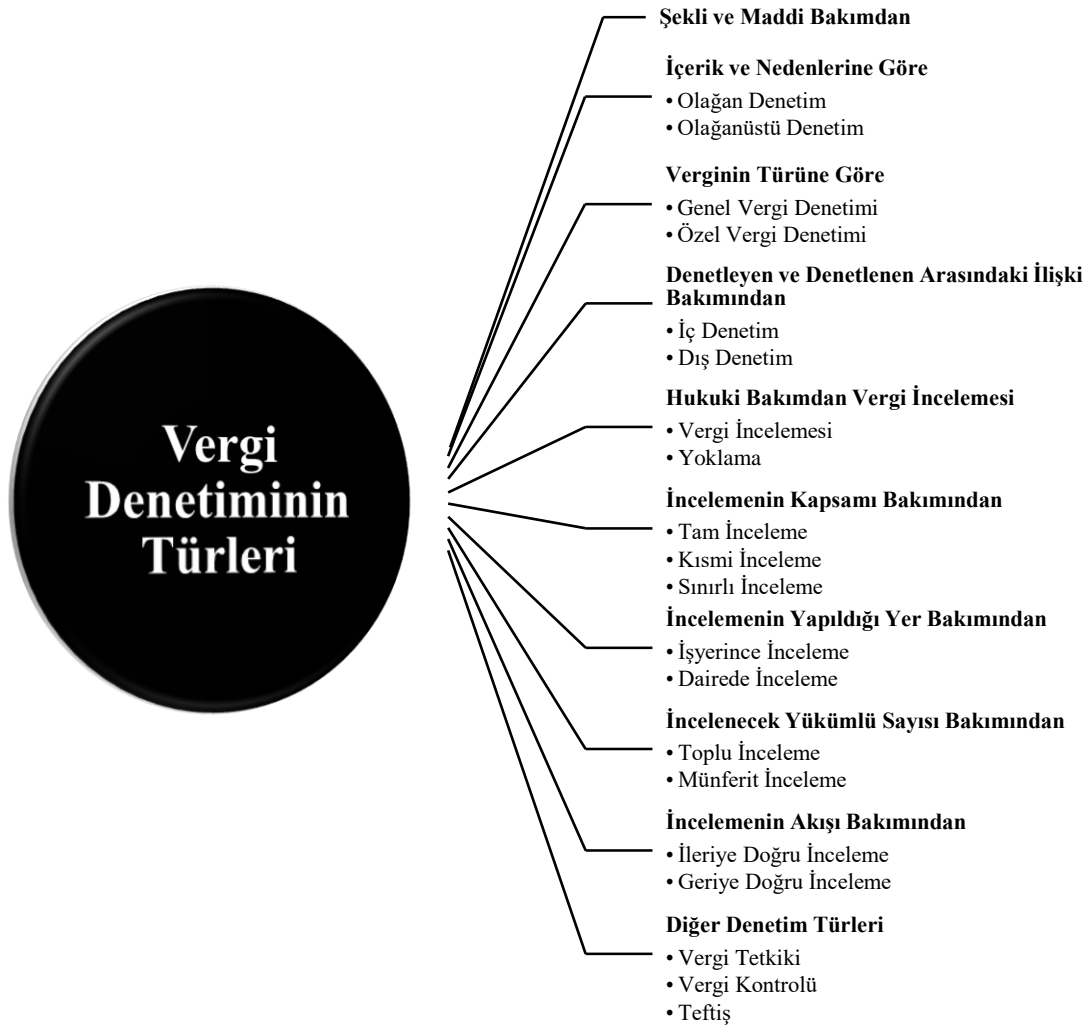 Vergi
Denetiminin
Türleri
Şekli ve Maddi Bakımdan
İçerik ve Nedenlerine Göre
• Olağan Denetim
• Olağanüstü Denetim
Verginin Türüne Göre
• Genel Vergi Denetimi
• Özel Vergi Denetimi
Denetleyen ve Denetlenen Arasındaki İlişki
Bakımından
• İç Denetim
• Dış Denetim
Hukuki Bakımdan Vergi İncelemesi
• Vergi İncelemesi
• Yoklama
İncelemenin Kapsamı Bakımından
• Tam İnceleme
• Kısmi İnceleme
• Sınırlı İnceleme
İncelemenin Yapıldığı Yer Bakımından
• İşyerince İnceleme
• Dairede İnceleme
İncelenecek Yükümlü Sayısı Bakımından
• Toplu İnceleme
• Münferit İnceleme
İncelemenin Akışı Bakımından
• İleriye Doğru İnceleme
• Geriye Doğru İnceleme
Diğer Denetim Türleri
• Vergi Tetkiki
• Vergi Kontrolü
• Teftiş